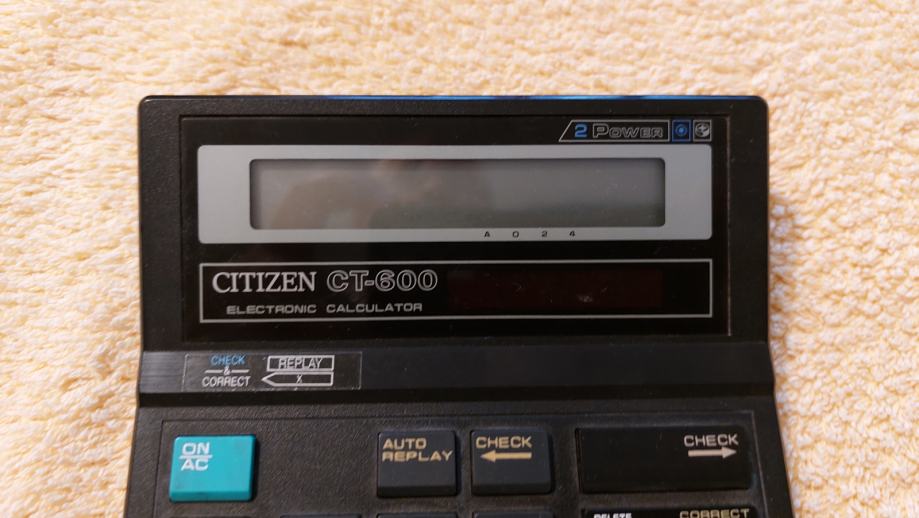 2 POWER
A 0 2 4
CITIZEN CT-600
ELECTRONIC CALCULATOR
CHECK
&
CORRECT
REPLAY
X
ON
AC
AUTO
REPLAY
CHECK
CHECK
DELETE
CORRECT